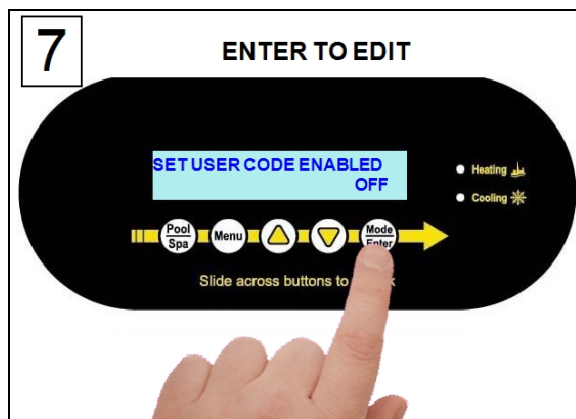 7
ENTER TO EDIT
SET USER CODE ENABLED
OFF
Heating
Cooling
Pool
Spa
Menu
Mode
Enter
Slide across buttons to